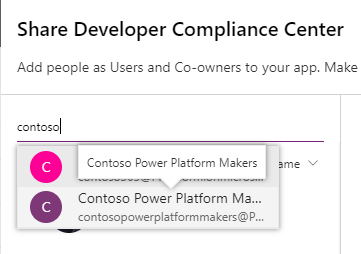 Share Developer Compliance Center
Add people as Users and Co-owners to your app. Make
contoso
Contoso Power Platform Makers
ame
C
C
Contoso Power Platform Ma...
contosopowerplatformmakers@P...